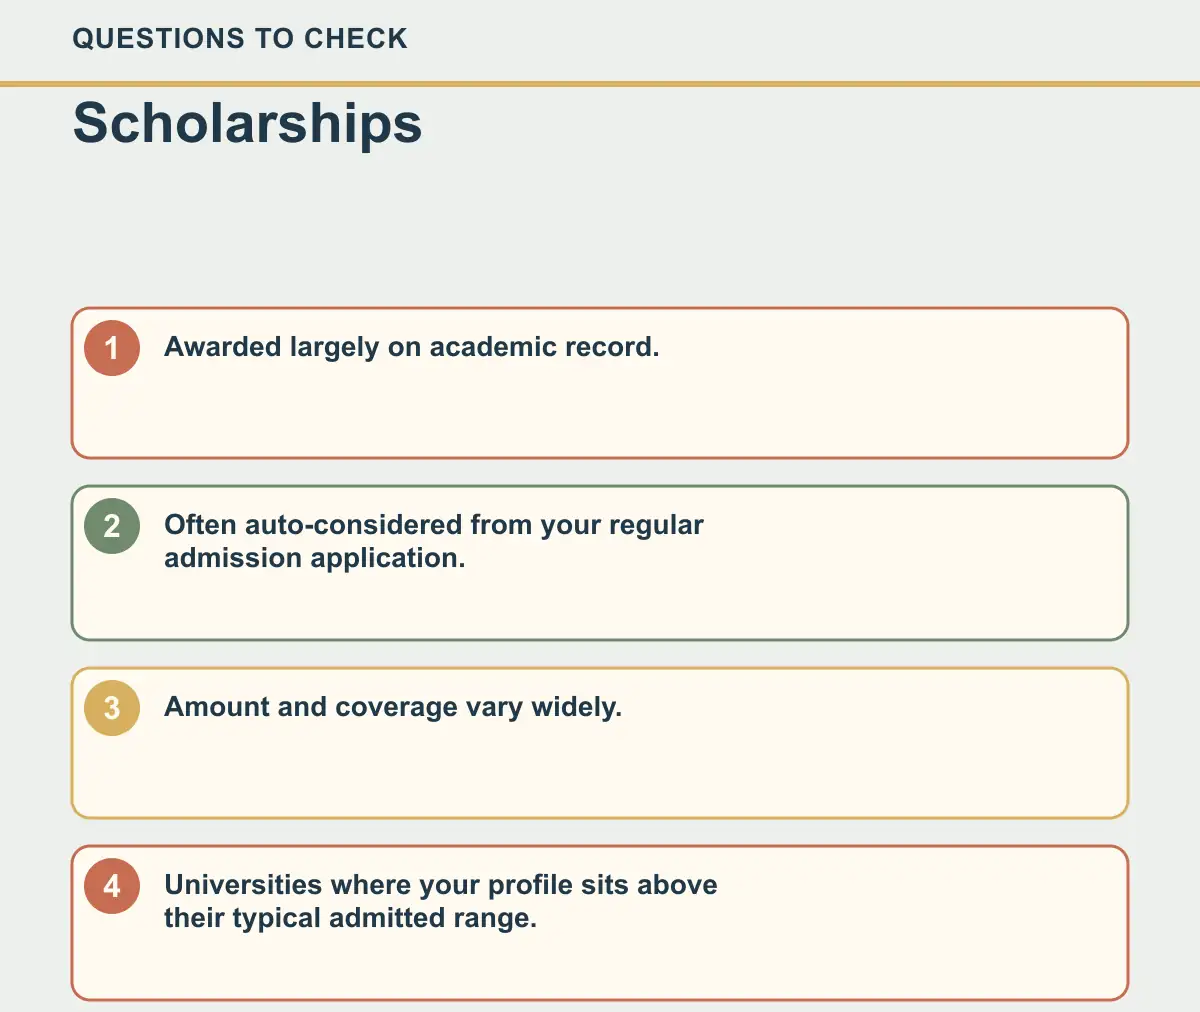 QUESTIONS TO CHECK
Scholarships
1
Awarded largely on academic record.
2
Often auto-considered from your regular
admission application.
3
Amount and coverage vary widely.
4
Universities where your profile sits above
their typical admitted range.